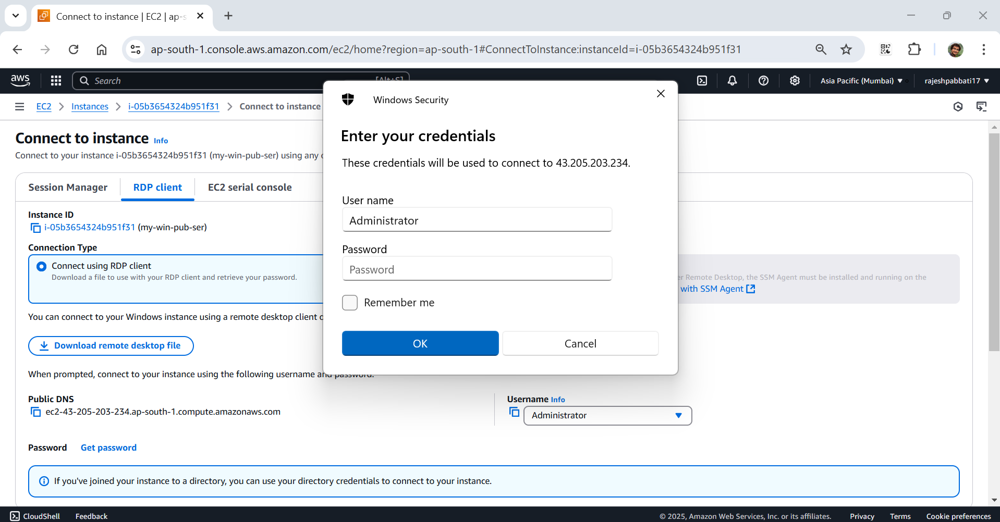 Connect to instance | EC2 | ap-s
ap-south-1.console.aws.amazon.com/ec2/home?region=ap-south-1#ConnectToInstance:instanceId=i-05b3654324b951f31
aws
Search
[Alt+S]
Asia Pacific (Mumbai)
rajeshpabbati17
EC2
Instances
i-05b3654324b951f31
Connect to instance
Connect to instance Info
Connect to your instance i-05b3654324b951f31 (my-win-pub-ser) using any
Session Manager
RDP client
EC2 serial console
Instance ID
i-05b3654324b951f31 (my-win-pub-ser)
Connection Type
Connect using RDP client
Download a file to use with your RDP client and retrieve your password.
Remote Desktop, the SSM Agent must be installed and running on the
with SSM Agent
You can connect to your Windows instance using a remote desktop client
Download remote desktop file
When prompted, connect to your instance using the following username and password.
Public DNS
ec2-43-205-203-234.ap-south-1.compute.amazonaws.com
Username Info
Administrator
Password
Get password
If you've joined your instance to a directory, you can use your directory credentials to connect to your instance.
Windows Security
Enter your credentials
These credentials will be used to connect to 43.205.203.234.
User name
Administrator
Password
Password
Remember me
OK
Cancel
CloudShell
Feedback
© 2025, Amazon Web Services, Inc. or its affiliates.
Privacy
Terms
Cookie preferences